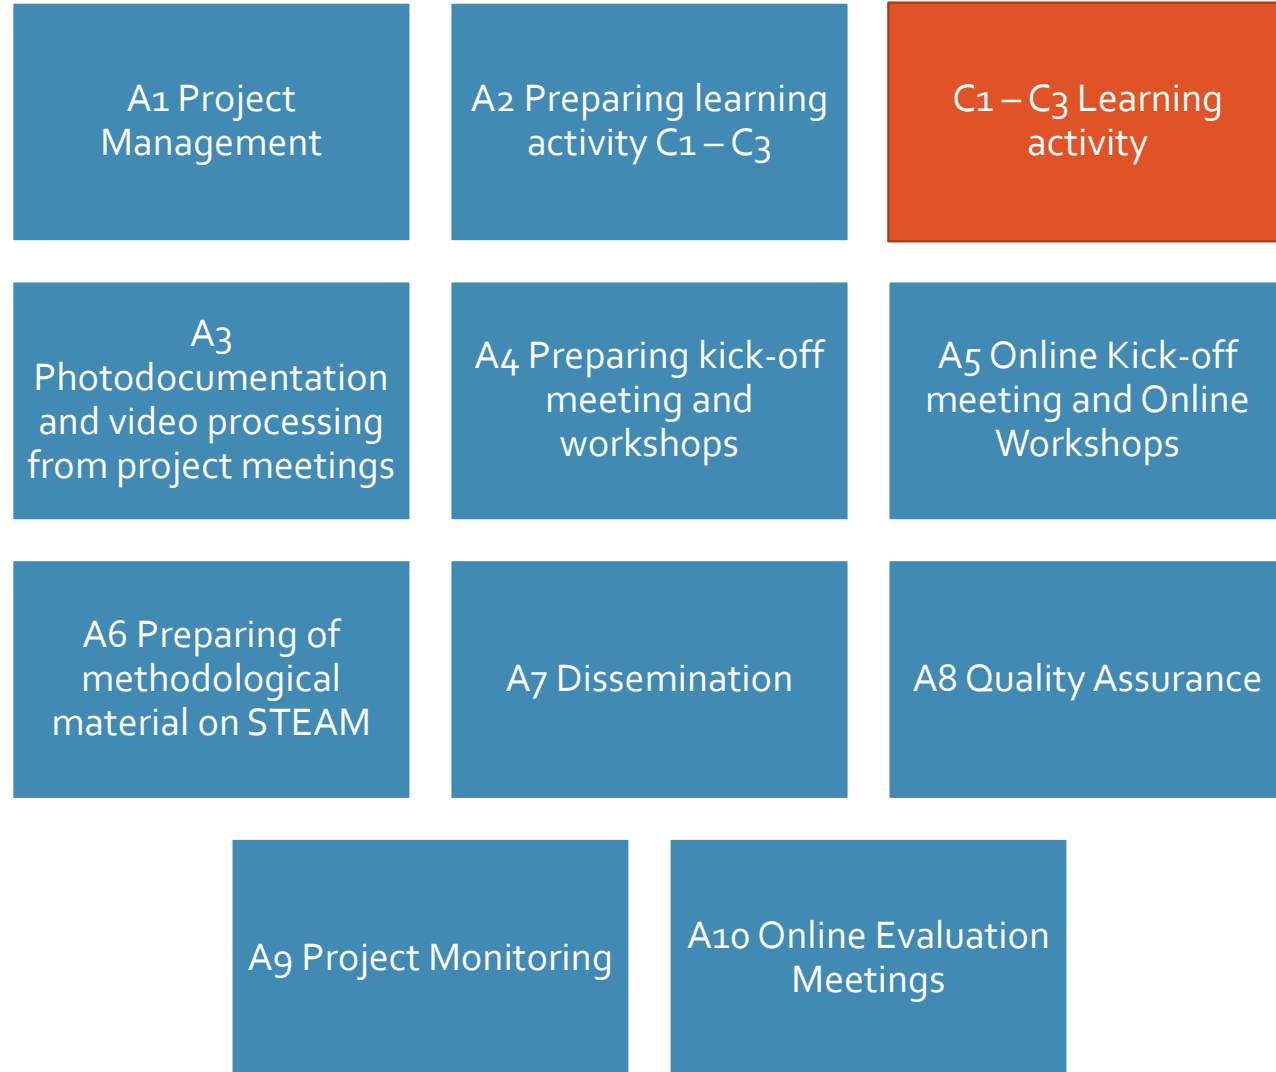 A1 Project
Management
A2 Preparing learning
activity C1 – C3
C1 – C3 Learning
activity
A3
Photodocumentation
and video processing
from project meetings
A4 Preparing kick-off
meeting and
workshops
A5 Online Kick-off
meeting and Online
Workshops
A6 Preparing of
methodological
material on STEAM
A7 Dissemination
A8 Quality Assurance
A9 Project Monitoring
A10 Online Evaluation
Meetings